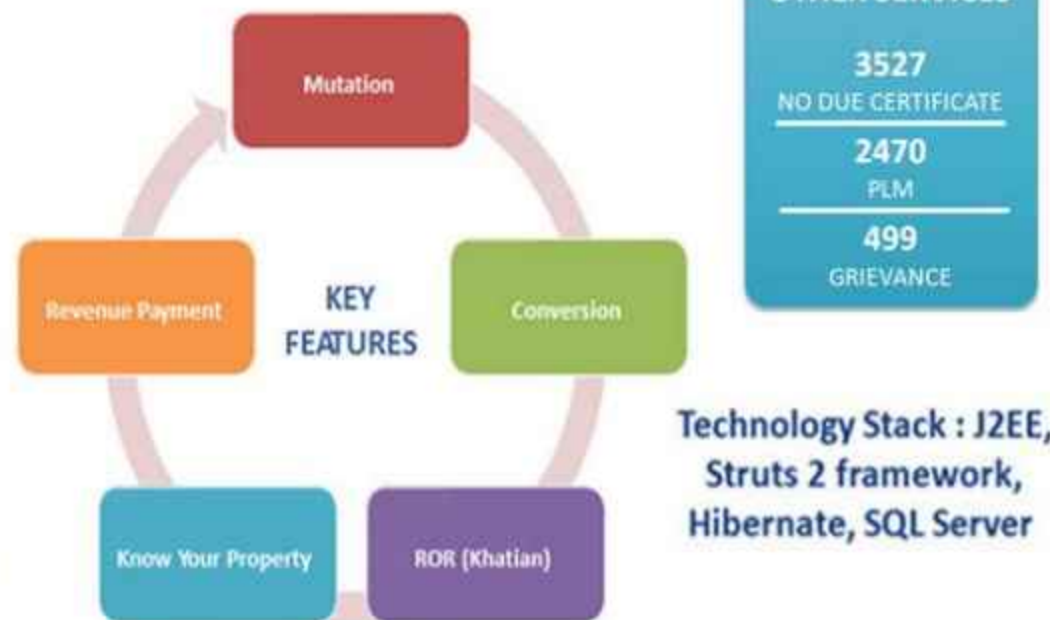 Mutation
3527
NO DUE CERTIFICATE
2470
PLM
499
GRIEVANCE
Revenue Payment
KEY
FEATURES
Conversion
Technology Stack : J2EE,
Struts 2 framework,
Hibernate, SQL Server
Know Your Property
ROR (Khatian)